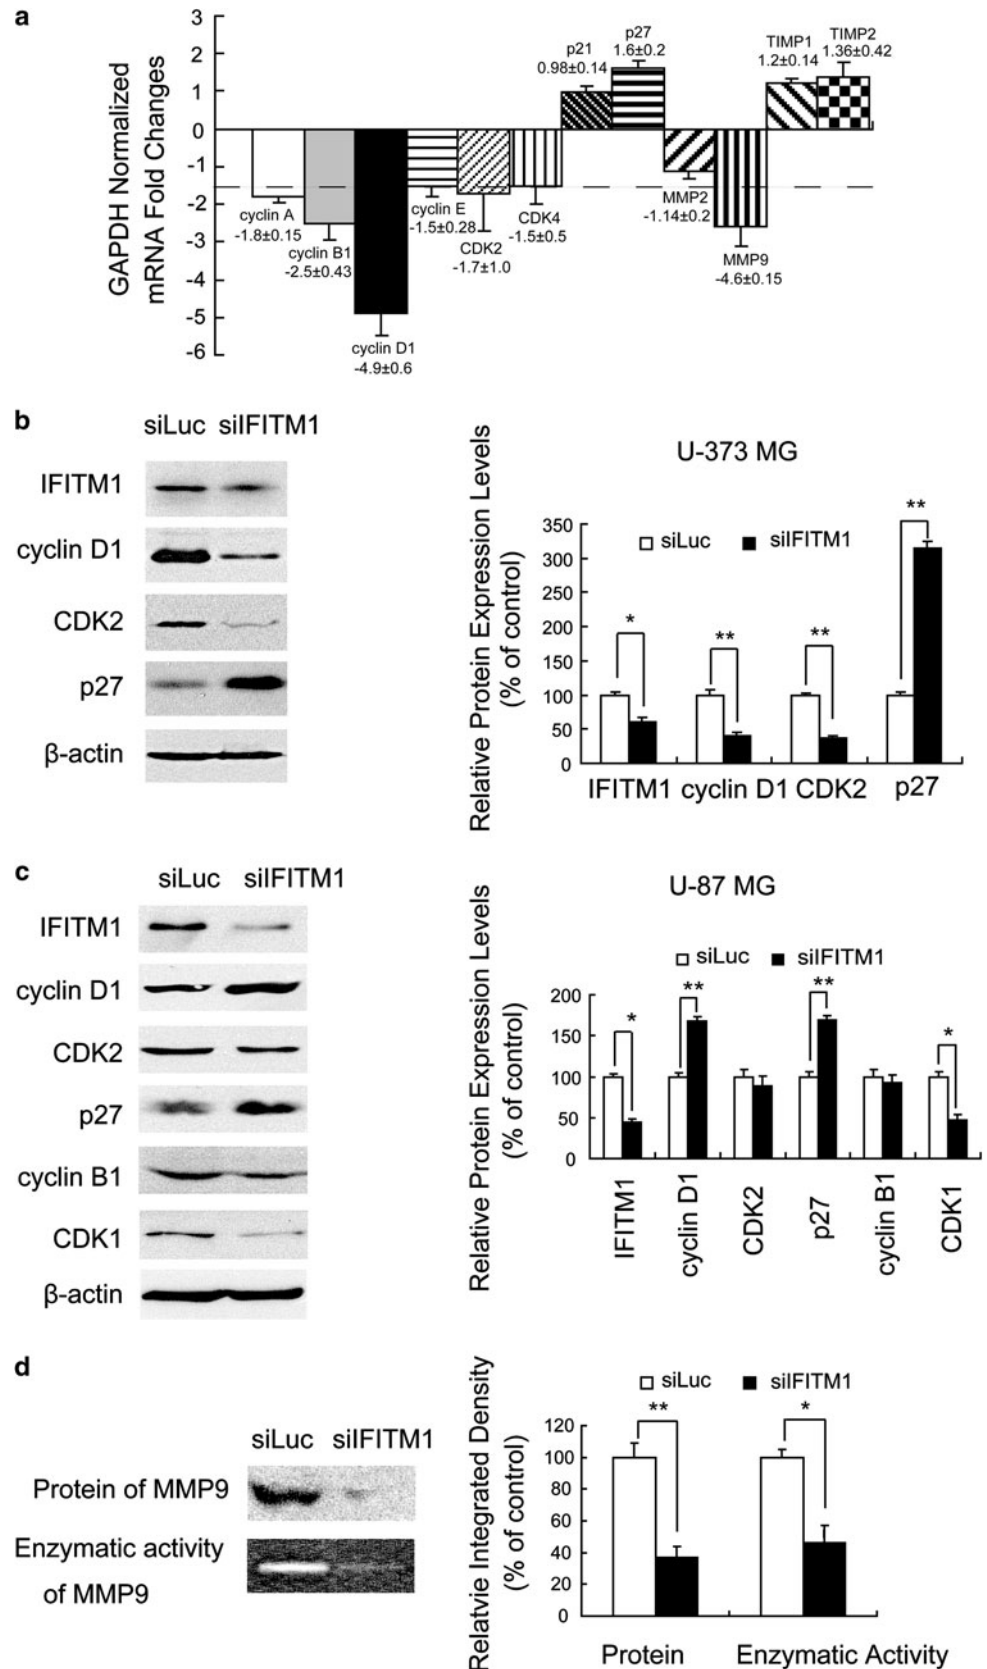 a
3
2
1
0
-1
-2
-3
-4
-5
-6
GAPDH Normalized
mRNA Fold Changes
cyclin A
-1.8±0.15
cyclin B1
-2.5±0.43
cyclin D1
-4.9±0.6
cyclin E
-1.5±0.28
CDK2
-1.7±1.0
CDK4
-1.5±0.5
p21
0.98±0.14
p27
1.6±0.2
MMP2
-1.14±0.2
MMP9
-4.6±0.15
TIMP1
1.2±0.14
TIMP2
1.36±0.42
b
siLuc siIFITM1
IFITM1
cyclin D1
CDK2
p27
β-actin
U-373 MG
Relative Protein Expression Levels
(% of control)
350
300
250
200
150
100
50
0
siLuc siIFITM1
*
**
**
**
IFITM1 cyclin D1 CDK2 p27
c
siLuc siIFITM1
IFITM1
cyclin D1
CDK2
p27
cyclin B1
CDK1
β-actin
U-87 MG
Relative Protein Expression Levels
(% of control)
200
150
100
50
0
siLuc siIFITM1
*
**
**
*
IFITM1
cyclin D1
CDK2
p27
cyclin B1
CDK1
d
siLuc siIFITM1
Protein of MMP9
Enzymatic activity
of MMP9
Relatvie Integrated Density
(% of control)
120
100
80
60
40
20
0
siLuc siIFITM1
**
*
Protein Enzymatic Activity